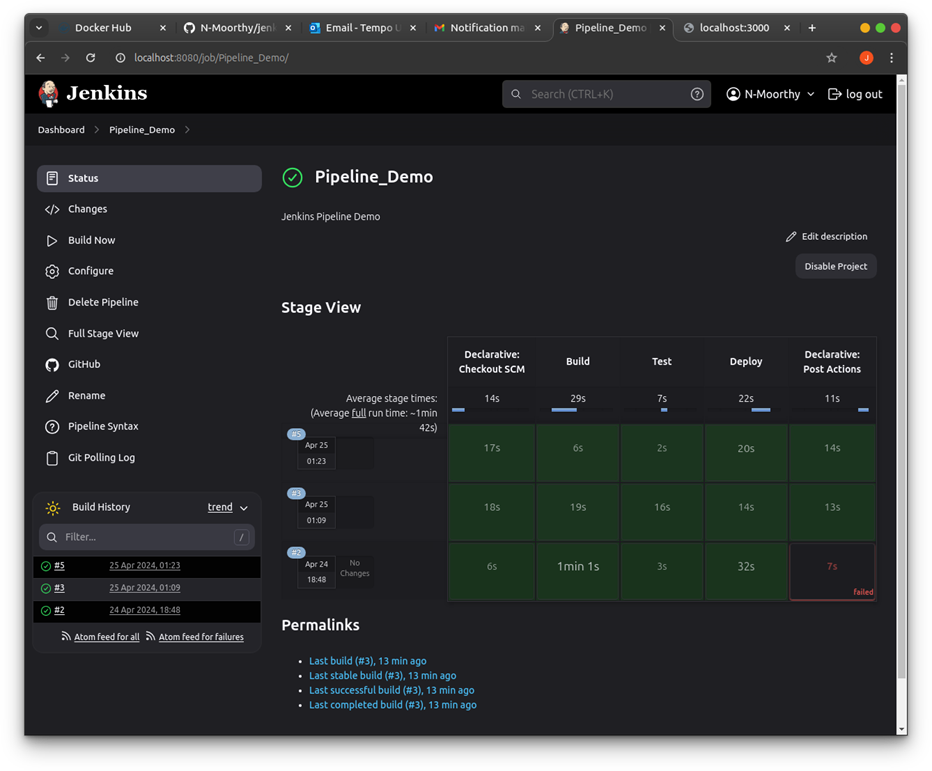 Docker Hub
N-Moorthy/jen
Email - Tempo U
Notification ma
Pipeline_Demo
localhost:3000
localhost:8080/job/Pipeline_Demo/
J
Jenkins
Search (CTRL+K)
N-Moorthy
log out
Dashboard
Pipeline_Demo
Status
Changes
Build Now
Configure
Delete Pipeline
Full Stage View
GitHub
Rename
Pipeline Syntax
Git Polling Log
Build History
trend
Filter...
/
#5 25 Apr 2024, 01:23
#3 25 Apr 2024, 01:09
#2 24 Apr 2024, 18:48
Atom feed for all Atom feed for failures
Pipeline_Demo
Jenkins Pipeline Demo
Edit description
Disable Project
Stage View
Declarative: Checkout SCM
Build
Test
Deploy
Declarative: Post Actions
Average stage times:
(Average full run time: ~1min
42s)
14s 29s 7s 22s 11s
#5
Apr 25
01:23
17s 6s 2s 20s 14s
#3
Apr 25
01:09
18s 19s 16s 14s 13s
#2
Apr 24
18:48
No
Changes
6s 1min 1s 3s 32s 7s
failed
Permalinks
Last build (#3), 13 min ago
Last stable build (#3), 13 min ago
Last successful build (#3), 13 min ago
Last completed build (#3), 13 min ago